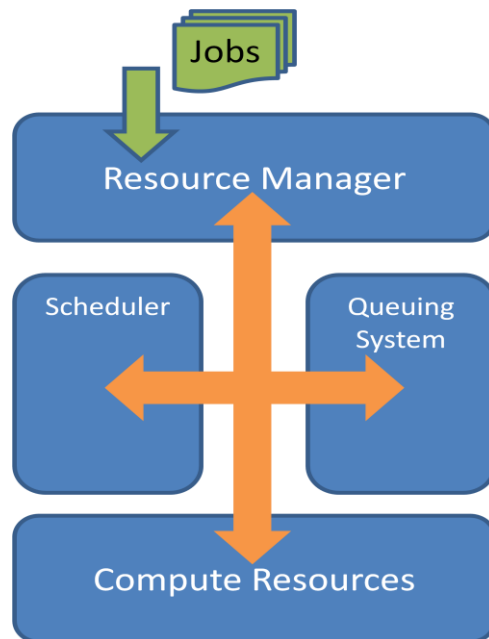 Jobs
Resource Manager
Scheduler
Queuing
System
Compute Resources